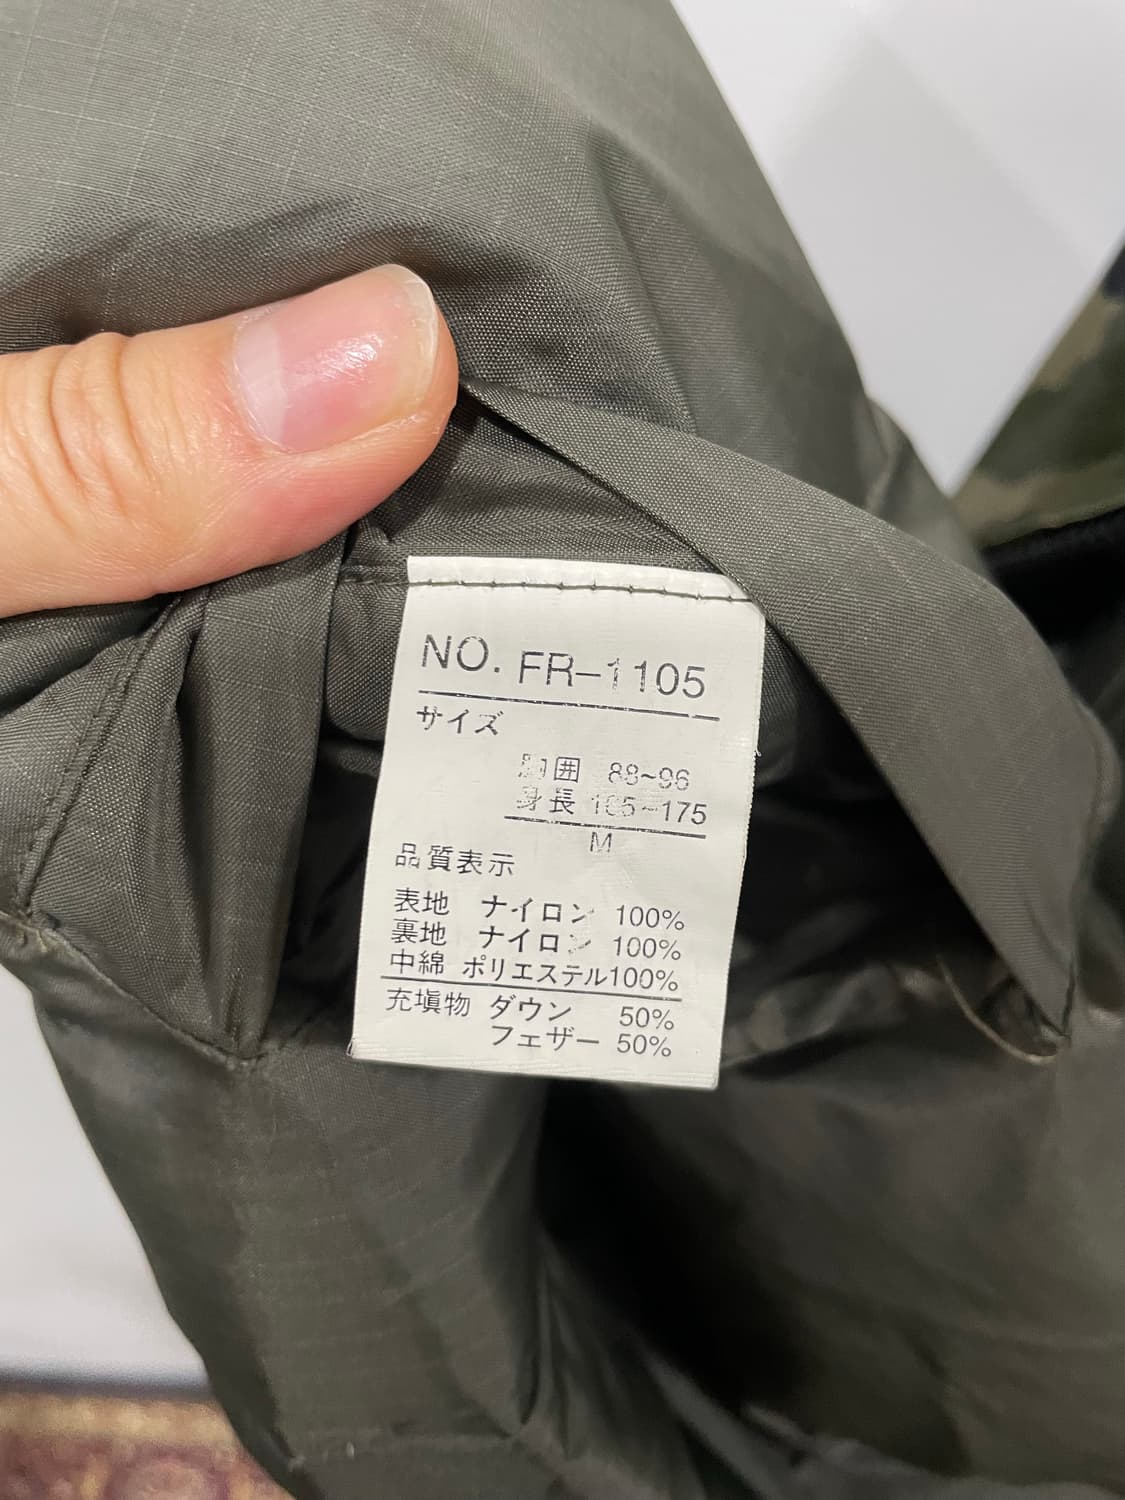 NO. FR-1105
サイズ
胸囲 88~96
身長 165~175
M
品質表示
表地 ナイロン 100%
裏地 ナイロン 100%
中綿 ポリエステル100%
充塡物 ダウン 50%
フェザー 50%